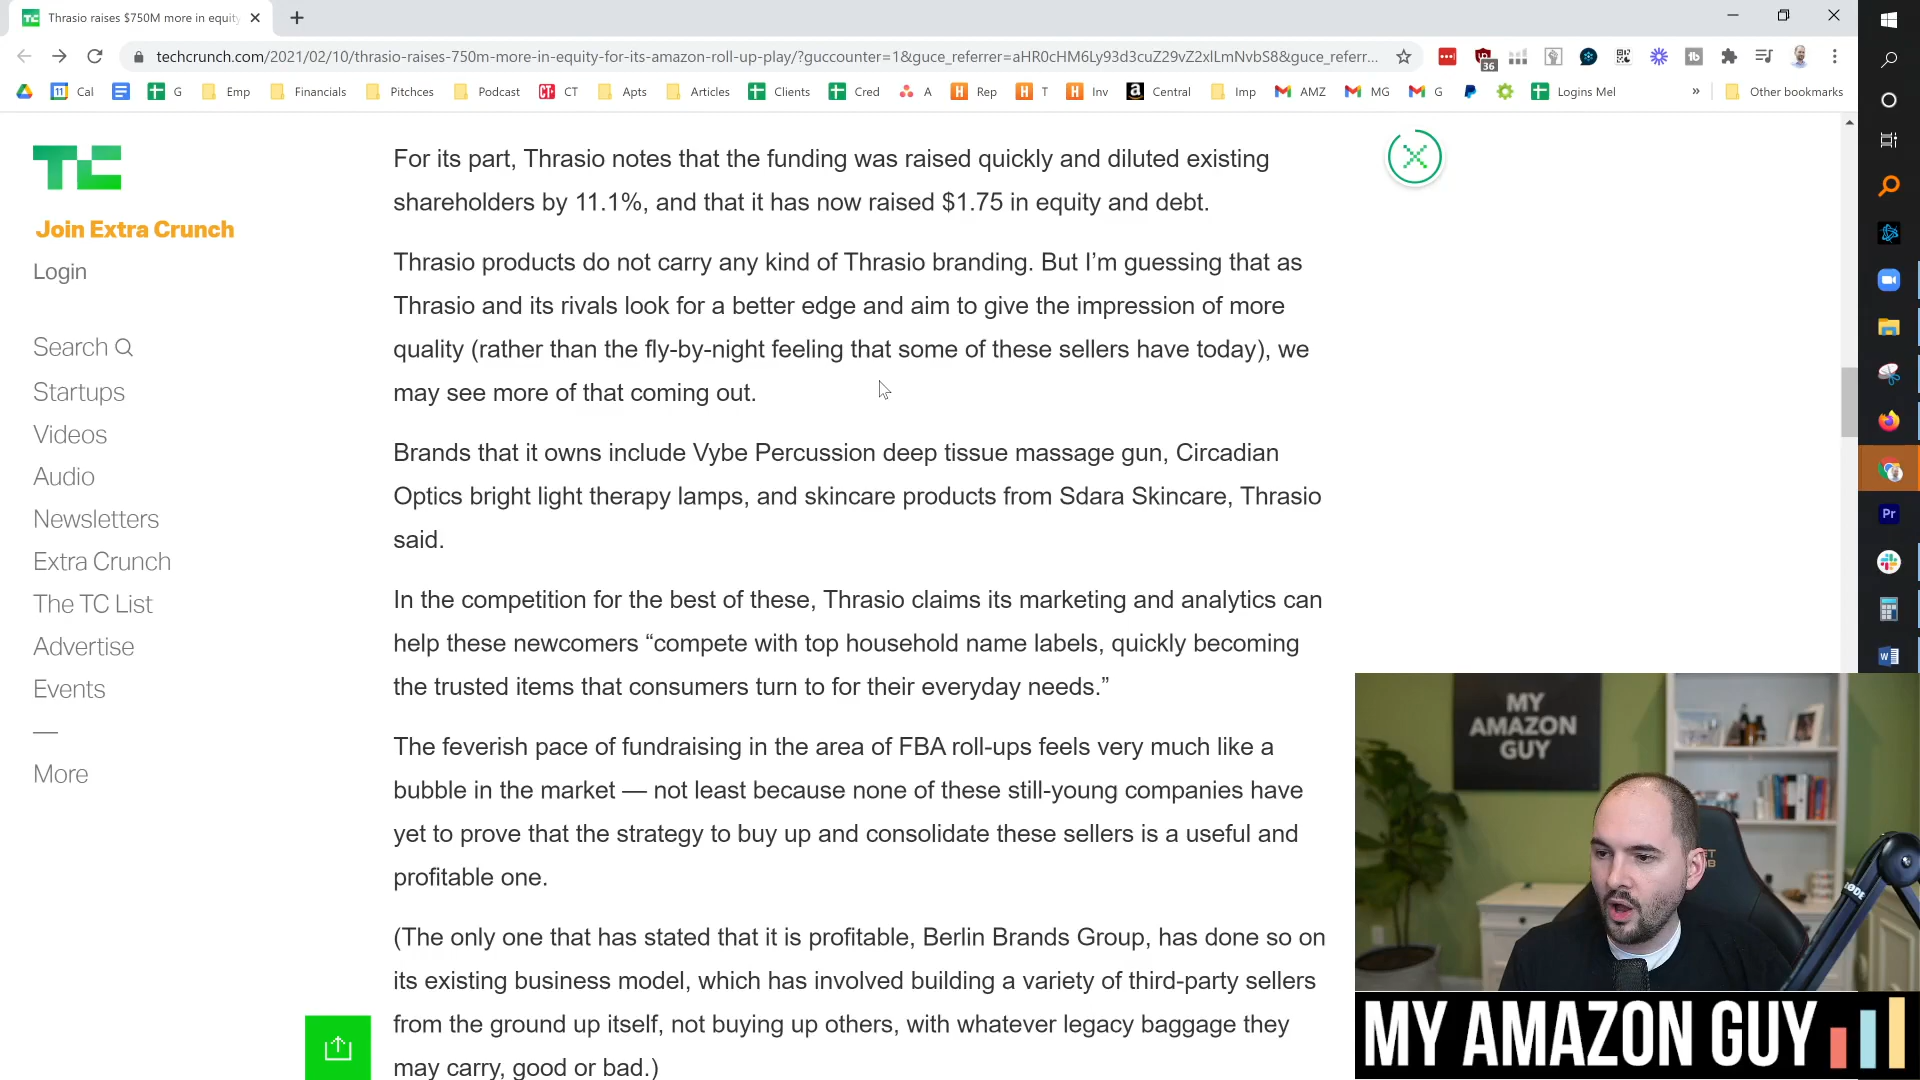 Thrasio raises $750M more in equity
techcrunch.com/2021/02/10/thrasio-raises-750m-more-in-equity-for-its-amazon-roll-up-play/?guccounter=1&guce_referrer=aHR0cHM6Ly93d3cuZ29vZ2xlLmNvbS8&guce_referr...
36
Cal G Emp Financials Pitchces Podcast CT Apts Articles Clients Cred A Rep T Inv Central Imp AMZ MG G Logins Mel » Other bookmarks
TC
Join Extra Crunch
Login
Search
Startups
Videos
Audio
Newsletters
Extra Crunch
The TC List
Advertise
Events
More
For its part, Thrasio notes that the funding was raised quickly and diluted existing
shareholders by 11.1%, and that it has now raised $1.75 in equity and debt.
Thrasio products do not carry any kind of Thrasio branding. But I’m guessing that as
Thrasio and its rivals look for a better edge and aim to give the impression of more
quality (rather than the fly-by-night feeling that some of these sellers have today), we
may see more of that coming out.
Brands that it owns include Vybe Percussion deep tissue massage gun, Circadian
Optics bright light therapy lamps, and skincare products from Sdara Skincare, Thrasio
said.
In the competition for the best of these, Thrasio claims its marketing and analytics can
help these newcomers “compete with top household name labels, quickly becoming
the trusted items that consumers turn to for their everyday needs.”
The feverish pace of fundraising in the area of FBA roll-ups feels very much like a
bubble in the market — not least because none of these still-young companies have
yet to prove that the strategy to buy up and consolidate these sellers is a useful and
profitable one.
(The only one that has stated that it is profitable, Berlin Brands Group, has done so on
its existing business model, which has involved building a variety of third-party sellers
from the ground up itself, not buying up others, with whatever legacy baggage they
may carry, good or bad.)
Pr
MY
AMAZON
GUY
RØDE
MY AMAZON GUY